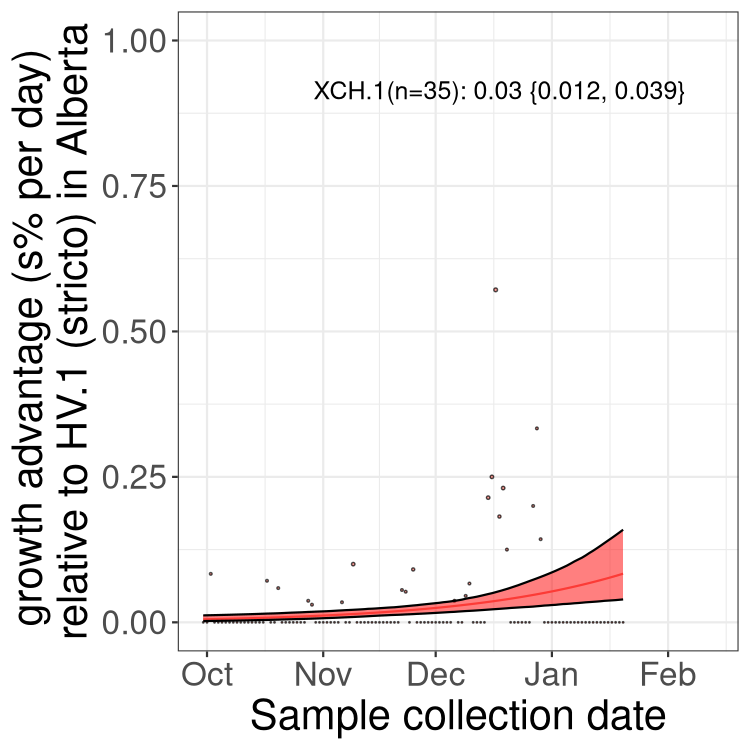 growth advantage (s% per day)
relative to HV.1 (stricto) in Alberta
1.00
0.75
0.50
0.25
0.00
XCH.1(n=35): 0.03 {0.012, 0.039}
Oct Nov Dec Jan Feb
Sample collection date